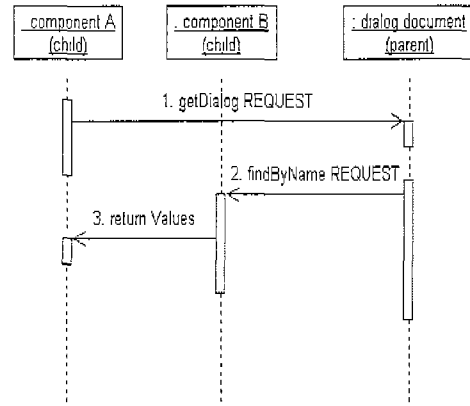 . component A
(child)
. component B
(child)
: dialog document
(parent)
1. getDialog REQUEST
2. findByName REQUEST
3. return Values